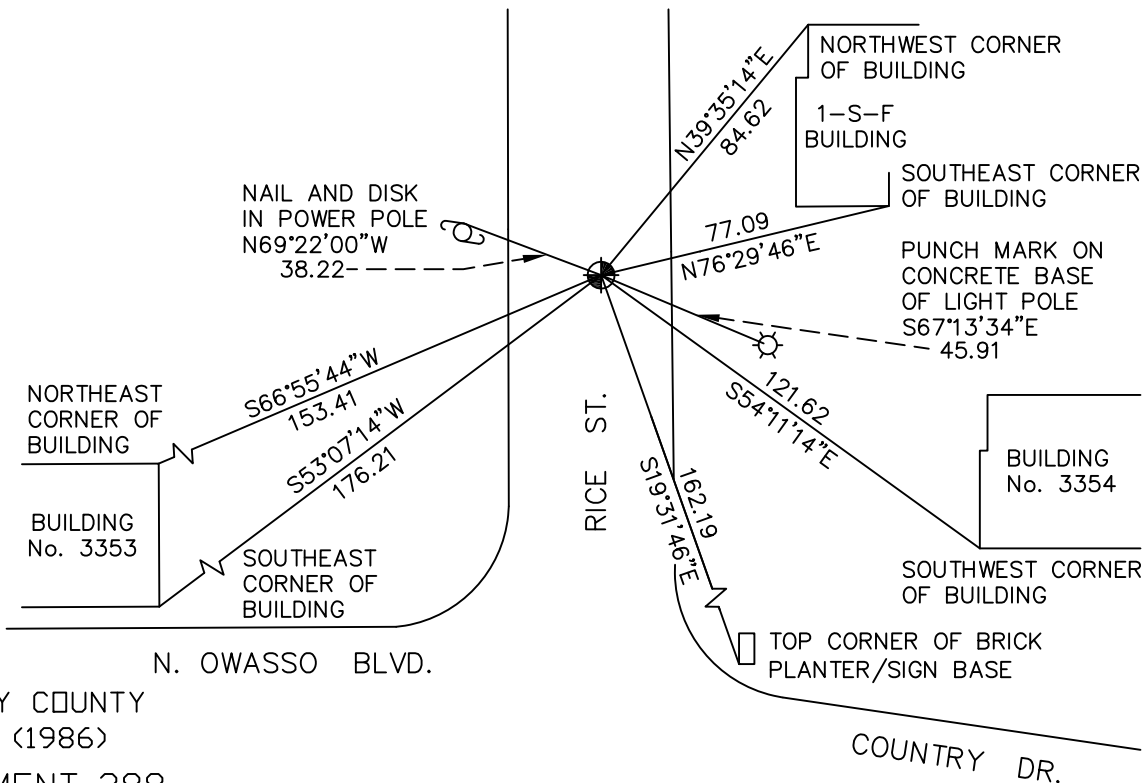 NORTHWEST CORNER
OF BUILDING
N39°35'14"E
84.62
1-S-F
BUILDING
SOUTHEAST CORNER
OF BUILDING
NAIL AND DISK
IN POWER POLE
N69°22'00"W
38.22
77.09
N76°29'46"E
PUNCH MARK ON
CONCRETE BASE
OF LIGHT POLE
S67°13'34"E
45.91
S66°55'44"W
153.41
NORTHEAST
CORNER OF
BUILDING
S53°07'14"W
176.21
121.62
S54°11'14"E
RICE ST.
162.19
S19°31'46"E
BUILDING
No. 3354
BUILDING
No. 3353
SOUTHEAST
CORNER OF
BUILDING
SOUTHWEST CORNER
OF BUILDING
TOP CORNER OF BRICK
PLANTER/SIGN BASE
N. OWASSO BLVD.
Y COUNTY
(1986)
COUNTRY DR.